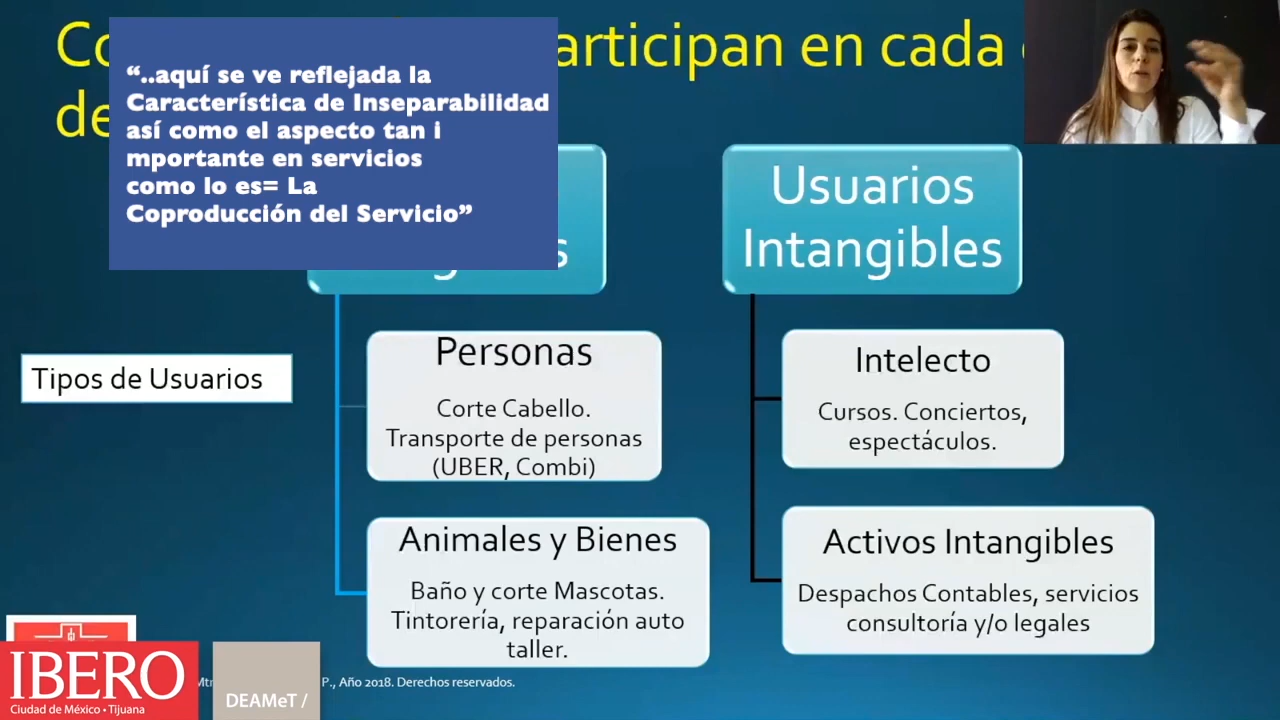 Co
articipan en cada
de
“..aquí se ve reflejada la
Característica de Inseparabilidad
así como el aspecto tan i
mportante en servicios
como lo es= La
Coproducción del Servicio”
Usuarios
Intangibles
Tipos de Usuarios
Personas
Corte Cabello.
Transporte de personas
(UBER, Combi)
Animales y Bienes
Baño y corte Mascotas.
Tintorería, reparación auto
taller.
Intelecto
Cursos. Conciertos,
espectáculos.
Activos Intangibles
Despachos Contables, servicios
consultoría y/o legales
IBERO
Ciudad de México • Tijuana
DEAMeT /
Mtr
P., Año 2018. Derechos reservados.